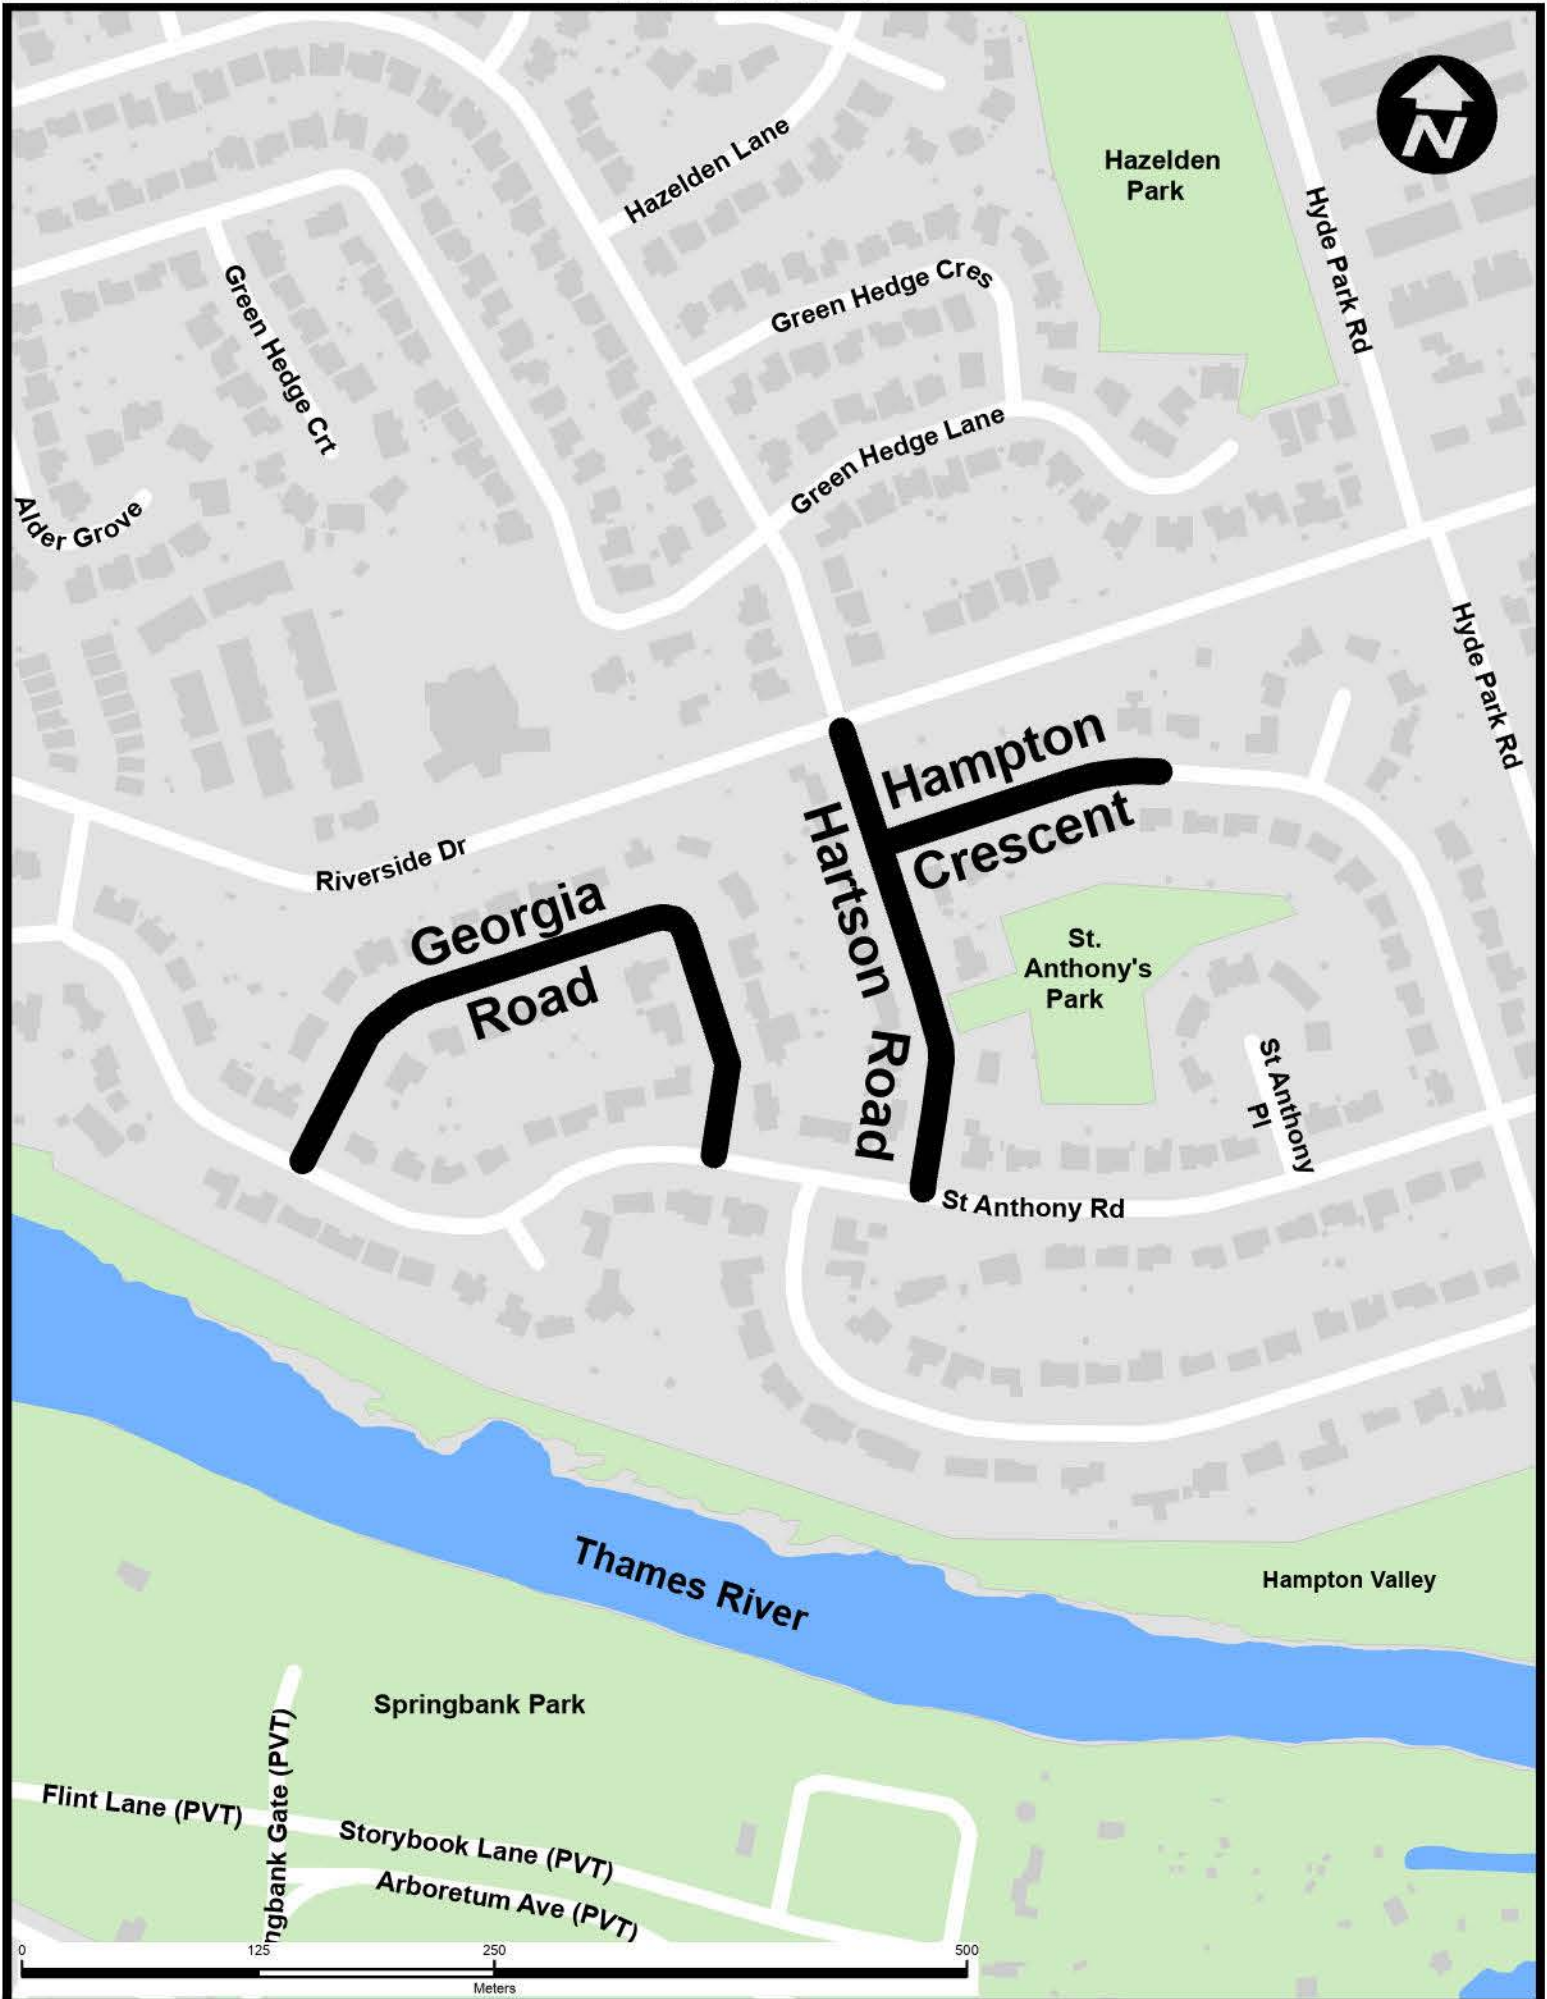 N
Hazelden
Park
Hyde Park Rd
Hazelden Lane
Green Hedge Cres
Green Hedge Crt
Green Hedge Lane
Alder Grove
Hyde Park Rd
Hampton
Crescent
Hartson Road
Riverside Dr
Georgia
Road
St.
Anthony's
Park
St Anthony
Pl
St Anthony Rd
Thames River
Hampton Valley
Springbank Park
ngbank Gate (PVT)
Flint Lane (PVT)
Storybook Lane (PVT)
Arboretum Ave (PVT)
0 125 250 500
Meters